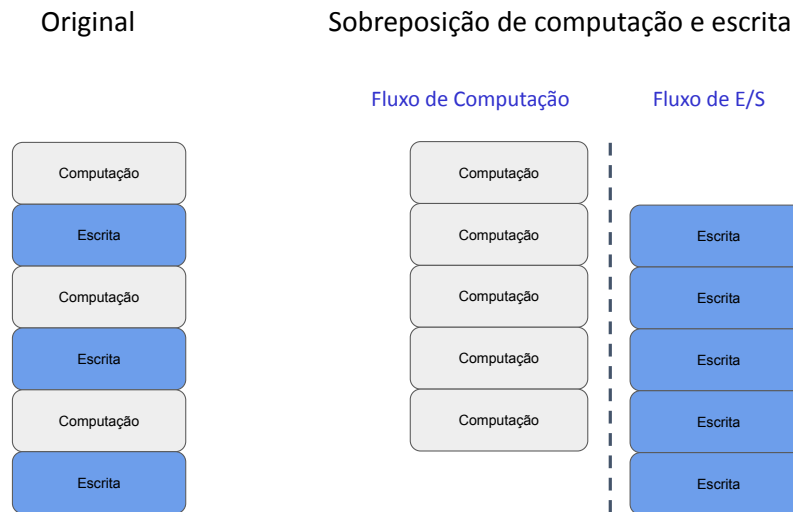 Original
Sobreposição de computação e escrita
Fluxo de Computação
Fluxo de E/S
Computação
Escrita
Computação
Escrita
Computação
Escrita
Computação
Computação
Computação
Computação
Computação
Escrita
Escrita
Escrita
Escrita
Escrita